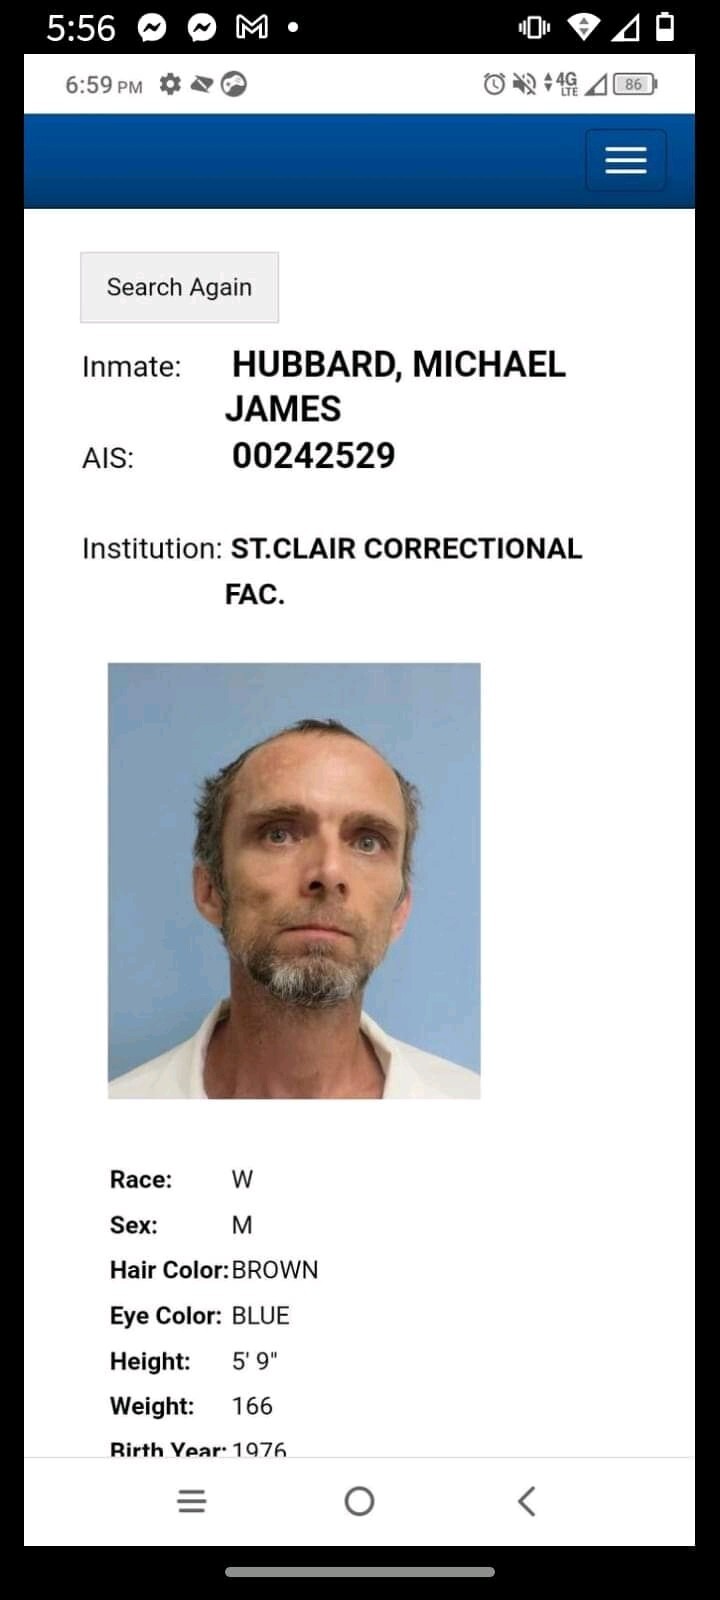 5:56
6:59 PM 4G LTE 86
Search Again
Inmate: HUBBARD, MICHAEL
JAMES
AIS: 00242529
Institution: ST.CLAIR CORRECTIONAL
FAC.
Race: W
Sex: M
Hair Color: BROWN
Eye Color: BLUE
Height: 5' 9"
Weight: 166
Birth Year: 1976